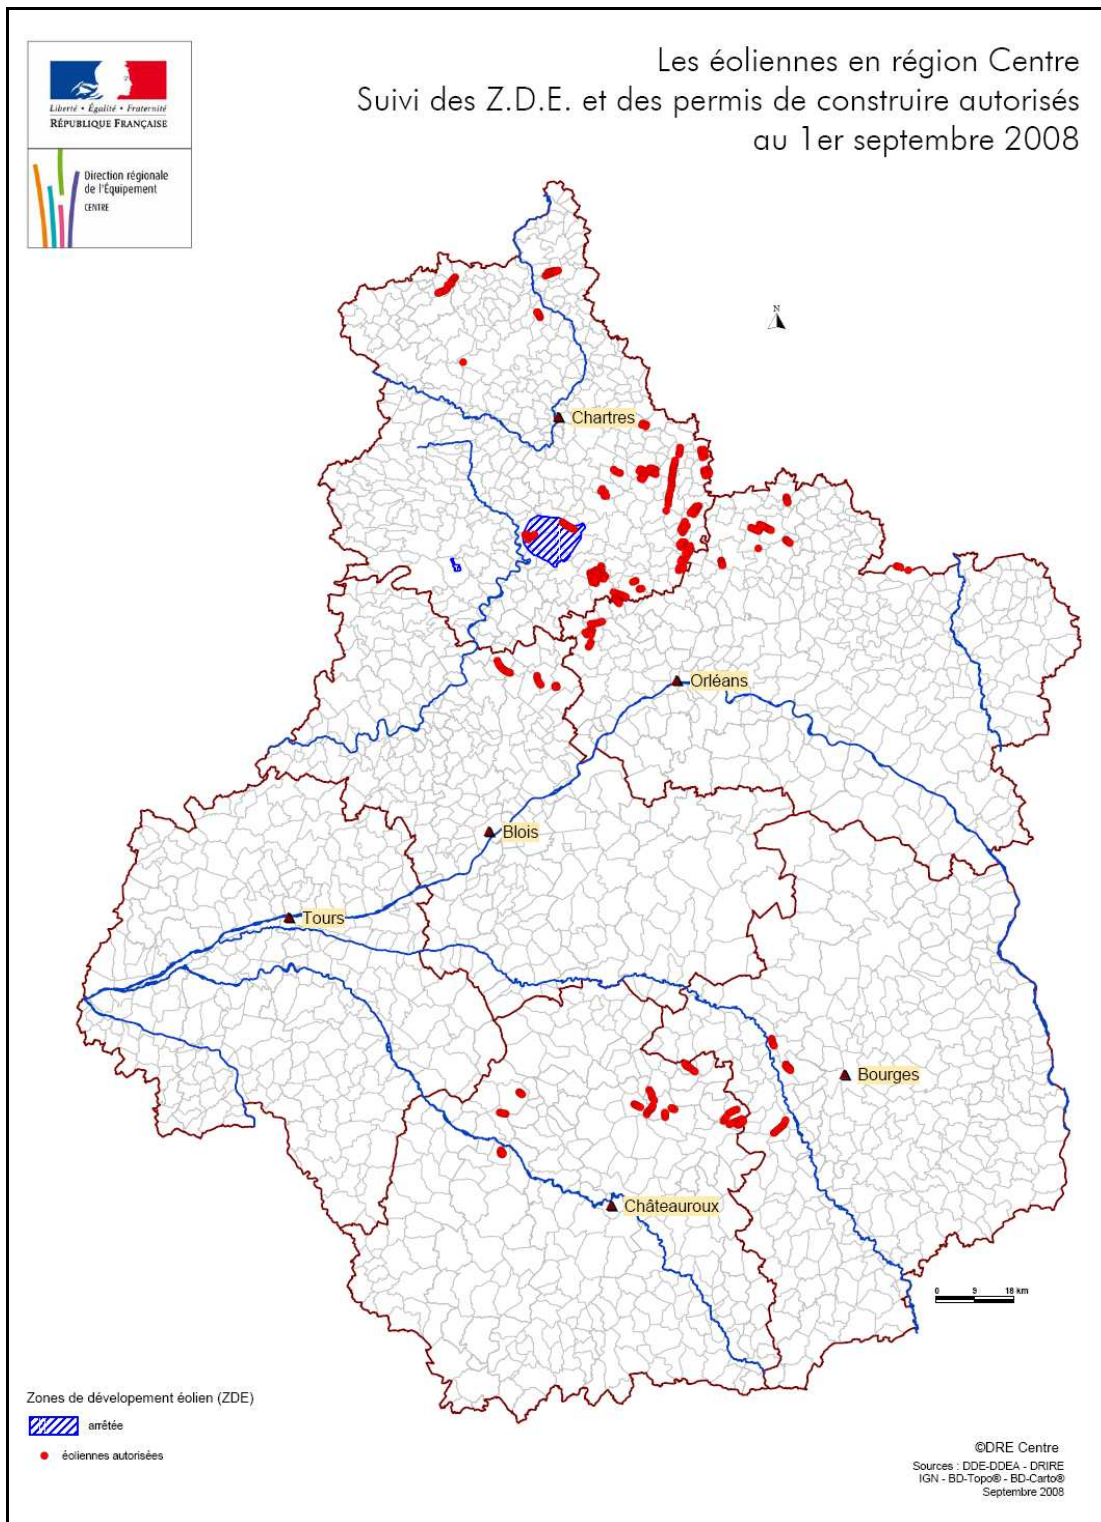 Les éoliennes en région Centre
Suivi des Z.D.E. et des permis de construire autorisés
au 1er septembre 2008
Liberté • Égalité • Fraternité
RÉPUBLIQUE FRANÇAISE
Direction régionale
de l'Équipement
CENTRE
N
Chartres
Orléans
Blois
Tours
Bourges
Châteauroux
0 9 18 km
Zones de dévelopement éolien (ZDE)
arrêtée
éoliennes autorisées
©DRE Centre
Sources : DDE-DDEA - DRIRE
IGN - BD-Topo® - BD-Carto®
Septembre 2008